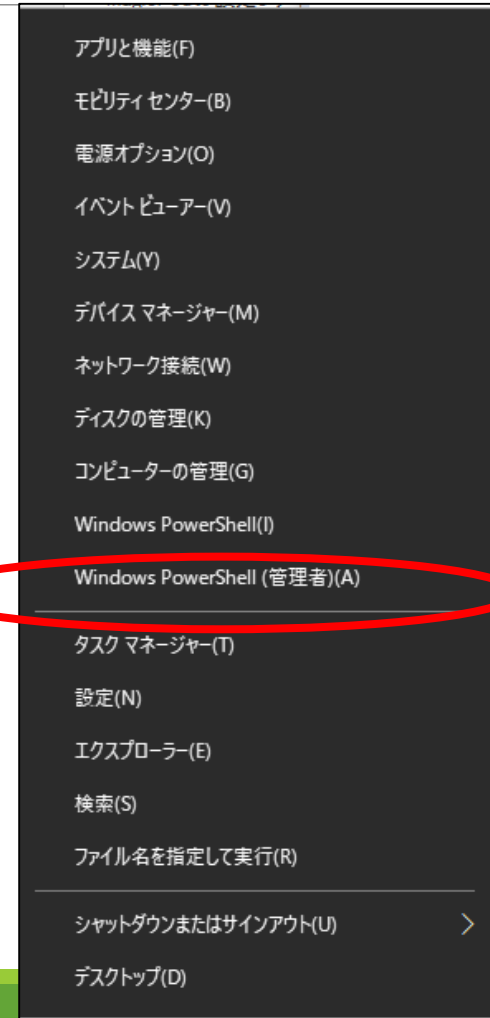 アプリと機能(F)
モビリティ センター(B)
電源オプション(O)
イベント ビューアー(V)
システム(Y)
デバイス マネージャー(M)
ネットワーク接続(W)
ディスクの管理(K)
コンピューターの管理(G)
Windows PowerShell(I)
Windows PowerShell (管理者)(A)
タスク マネージャー(T)
設定(N)
エクスプローラー(E)
検索(S)
ファイル名を指定して実行(R)
シャットダウンまたはサインアウト(U)
デスクトップ(D)